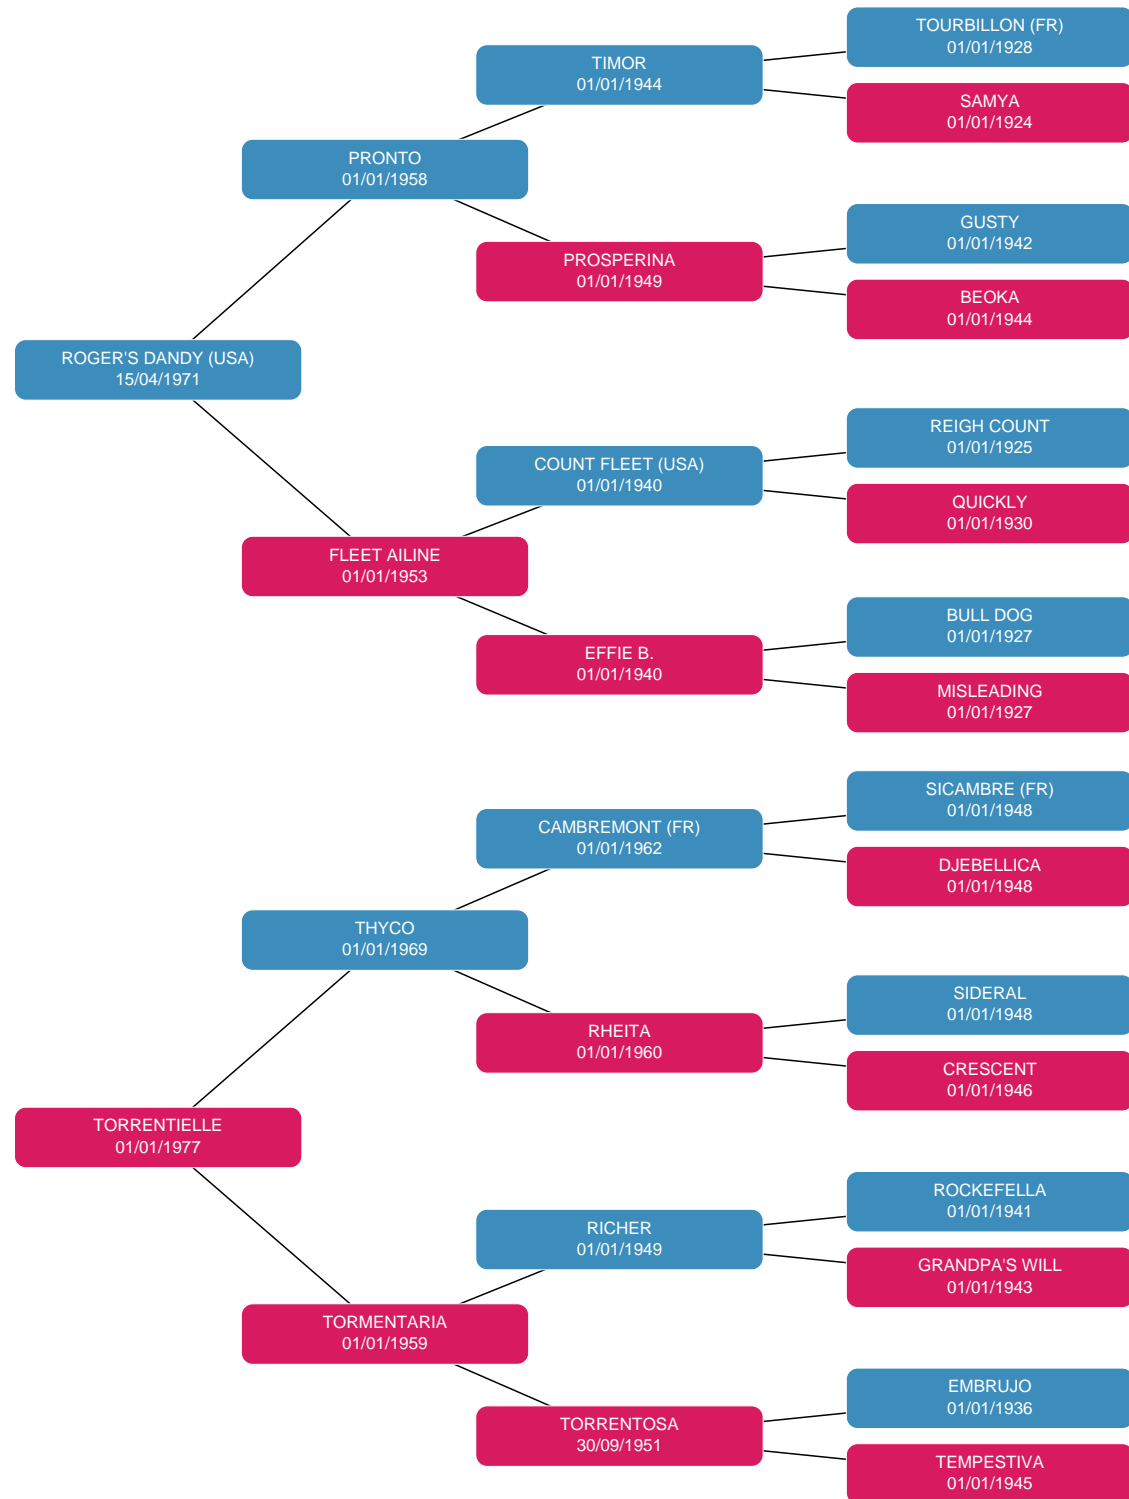 TOURBILLON (FR)
01/01/1928
TIMOR
01/01/1944
SAMYA
01/01/1924
PRONTO
01/01/1958
GUSTY
01/01/1942
PROSPERINA
01/01/1949
BEOKA
01/01/1944
ROGER'S DANDY (USA)
15/04/1971
REIGH COUNT
01/01/1925
COUNT FLEET (USA)
01/01/1940
QUICKLY
01/01/1930
FLEET AILINE
01/01/1953
BULL DOG
01/01/1927
EFFIE B.
01/01/1940
MISLEADING
01/01/1927
SICAMBRE (FR)
01/01/1948
CAMBREMONT (FR)
01/01/1962
DJEBELLICA
01/01/1948
THYCO
01/01/1969
SIDERAL
01/01/1948
RHEITA
01/01/1960
CRESCENT
01/01/1946
TORRENTIELLE
01/01/1977
ROCKEFELLA
01/01/1941
RICHER
01/01/1949
GRANDPA'S WILL
01/01/1943
TORMENTARIA
01/01/1959
EMBRUJO
01/01/1936
TORRENTOSA
30/09/1951
TEMPESTIVA
01/01/1945